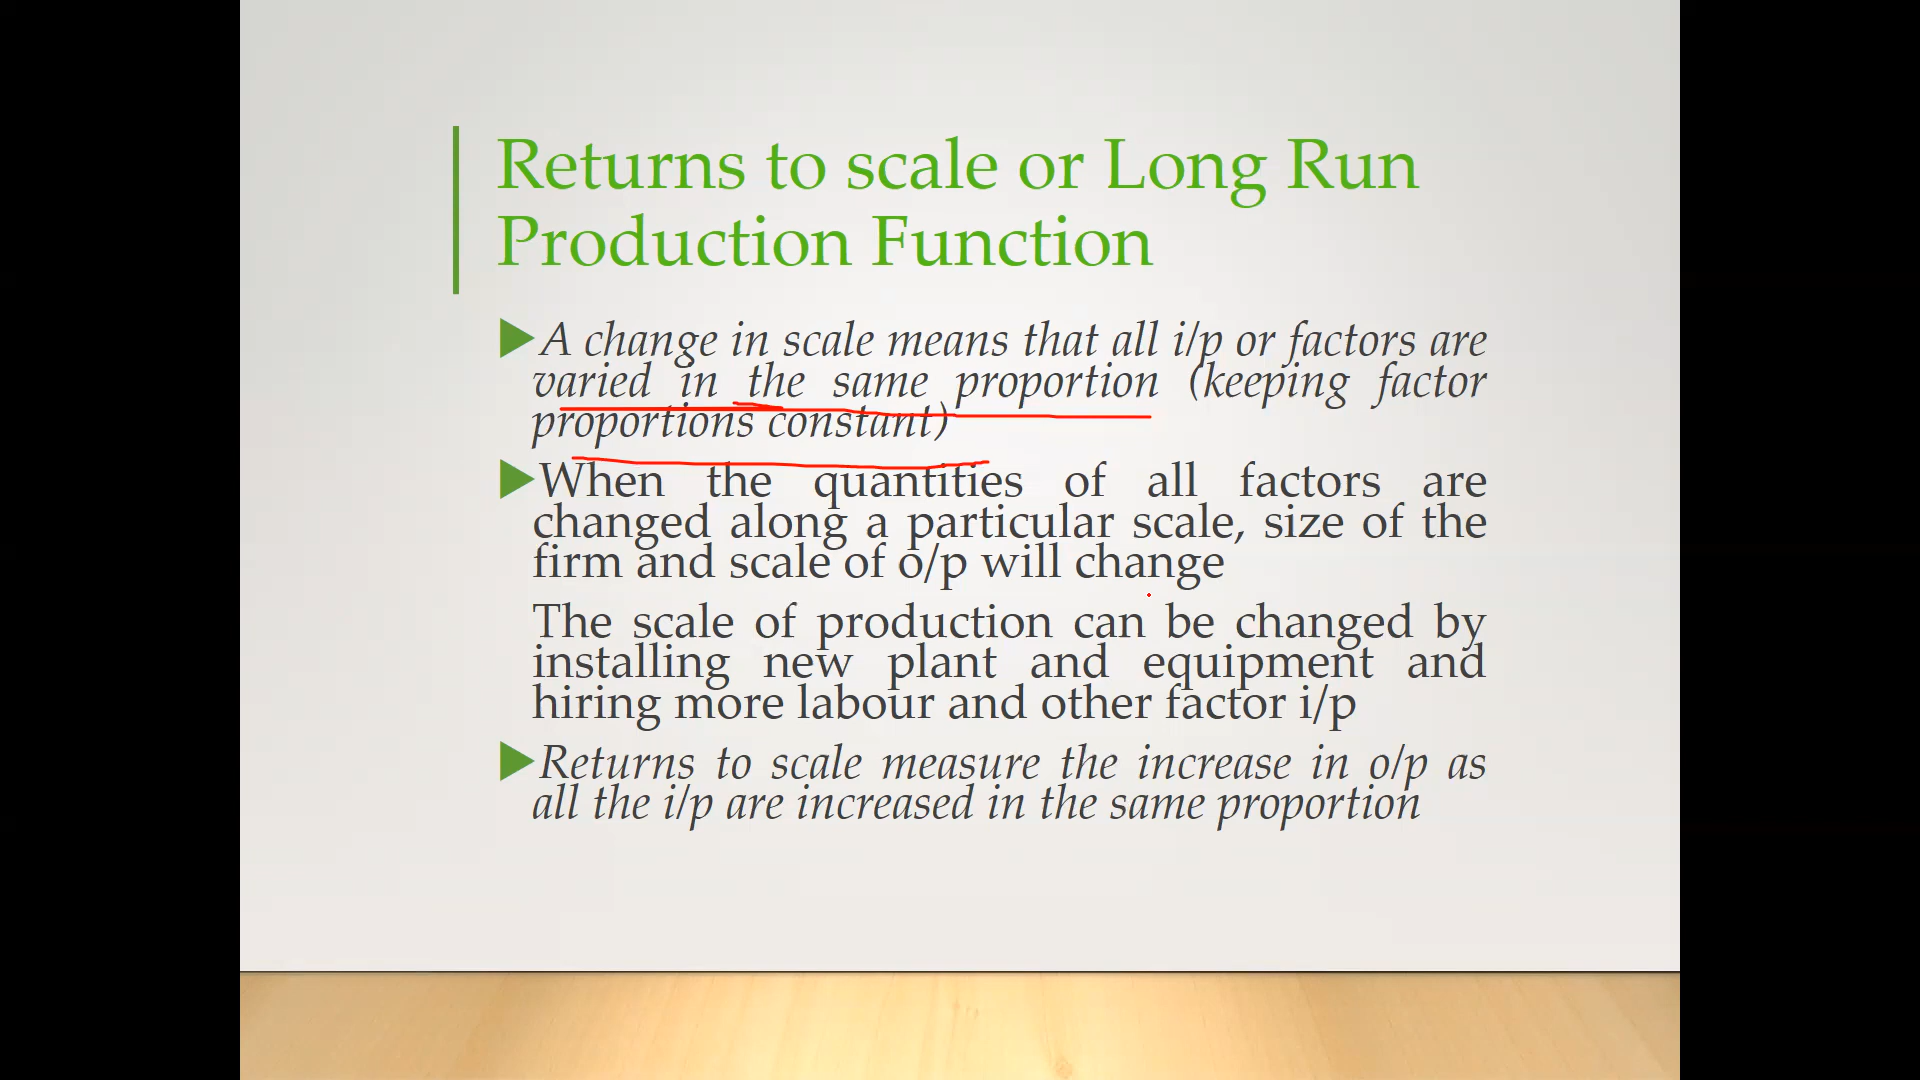 Returns to scale or Long Run
Production Function
A change in scale means that all i/p or factors are
varied in the same proportion (keeping factor
proportions constant)
When the quantities of all factors are
changed along a particular scale, size of the
firm and scale of o/p will change
The scale of production can be changed by
installing new plant and equipment and
hiring more labour and other factor i/p
Returns to scale measure the increase in o/p as
all the i/p are increased in the same proportion